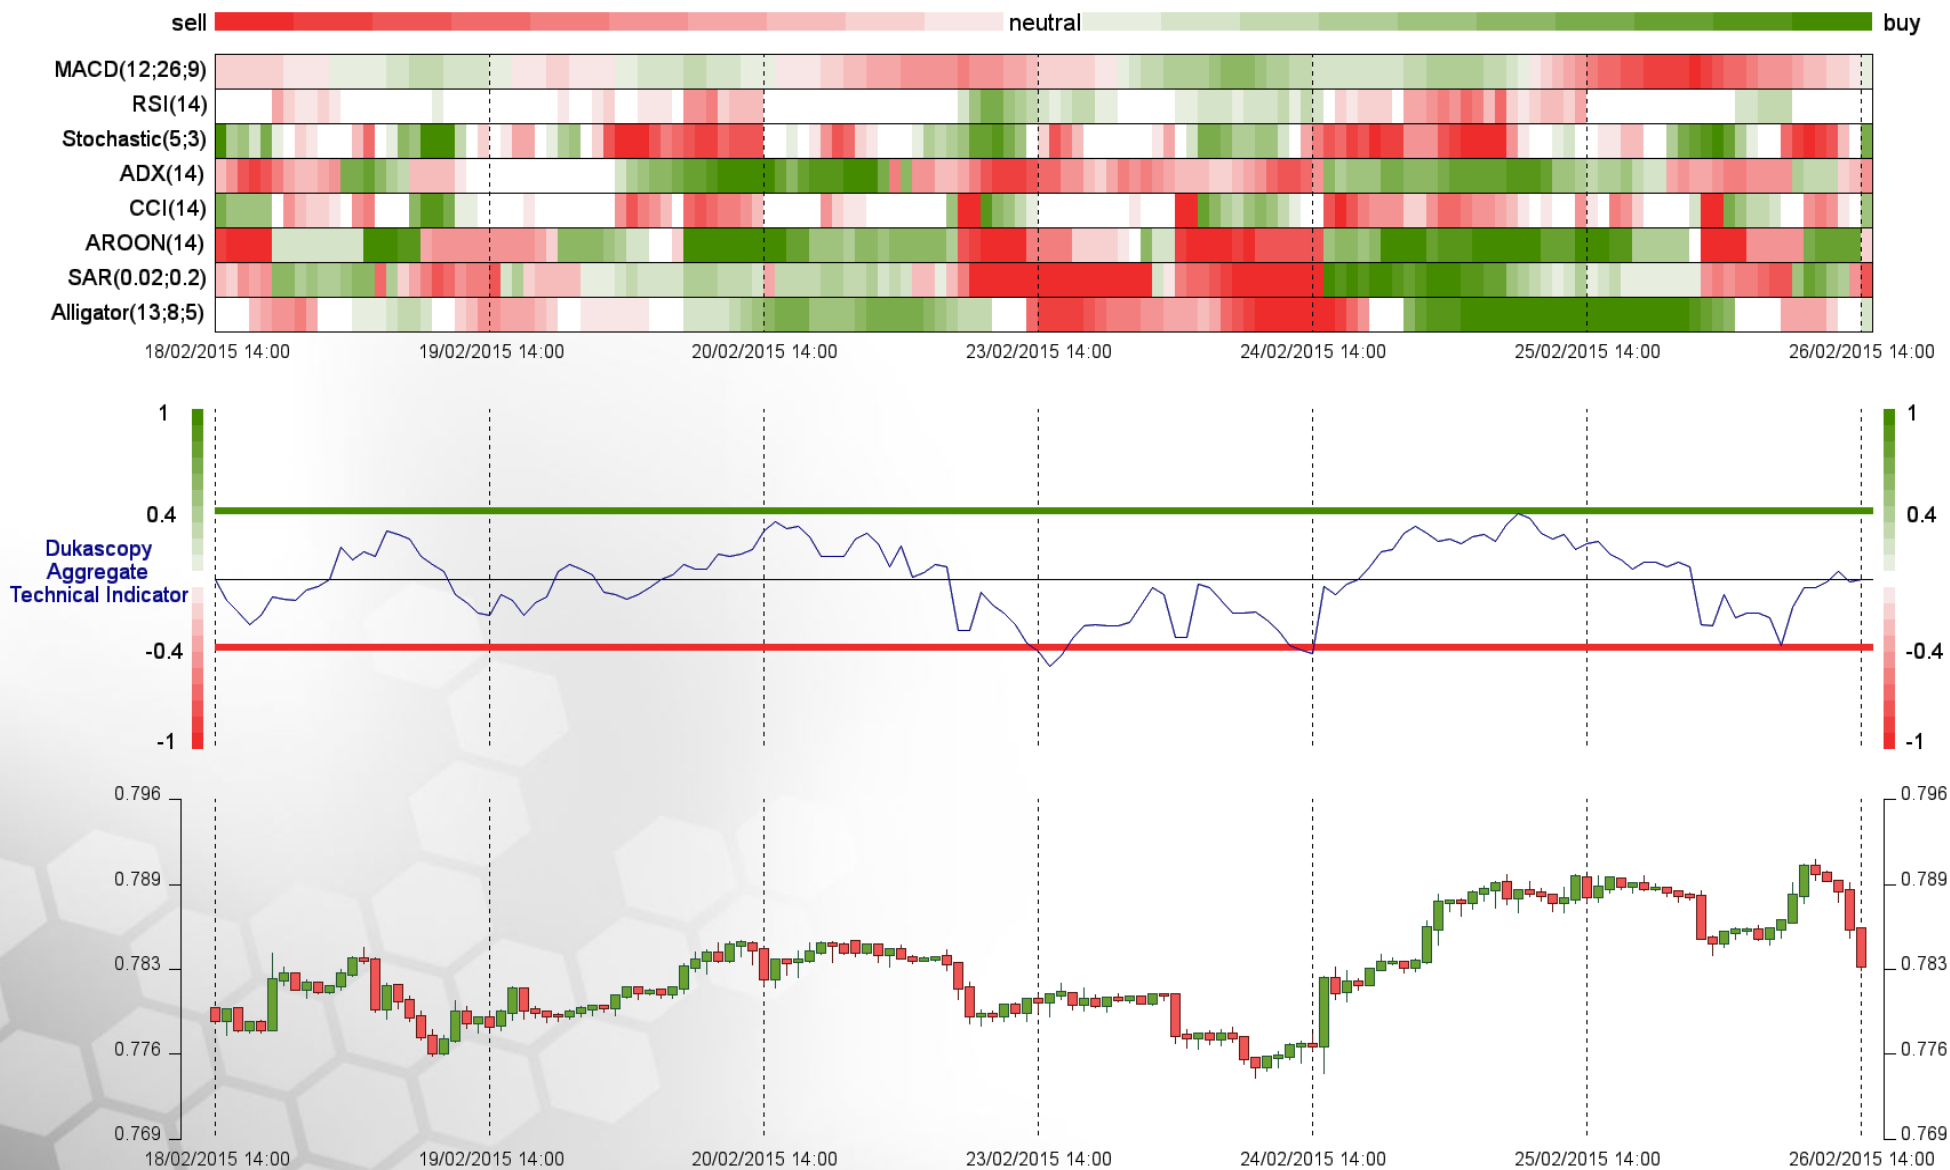 sell neutral buy
MACD(12;26;9)
RSI(14)
Stochastic(5;3)
ADX(14)
CCI(14)
AROON(14)
SAR(0.02;0.2)
Alligator(13;8;5)
18/02/2015 14:00 19/02/2015 14:00 20/02/2015 14:00 23/02/2015 14:00 24/02/2015 14:00 25/02/2015 14:00 26/02/2015 14:00
1 1
0.4 0.4
Dukascopy
Aggregate
Technical Indicator
-0.4 -0.4
-1 -1
0.796 0.796
0.789 0.789
0.783 0.783
0.776 0.776
0.769 0.769
18/02/2015 14:00 19/02/2015 14:00 20/02/2015 14:00 23/02/2015 14:00 24/02/2015 14:00 25/02/2015 14:00 26/02/2015 14:00